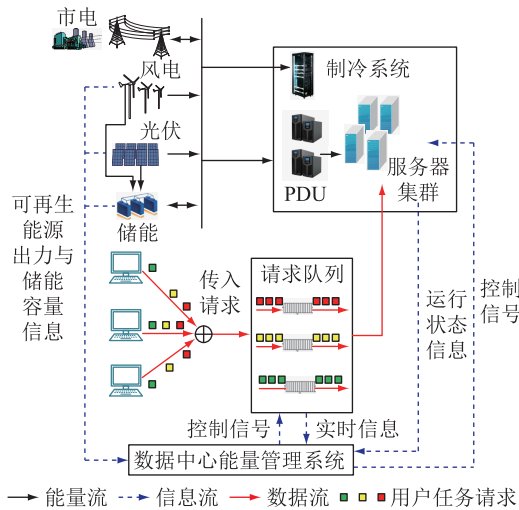 市电
风电
光伏
储能
制冷系统
PDU
服务器
集群
可再生
能源
出力与
储能
容量
信息
传入
请求
请求队列
运行
状态
信息
控制
信号
控制信号
实时信息
数据中心能量管理系统
能量流
信息流
数据流
用户任务请求